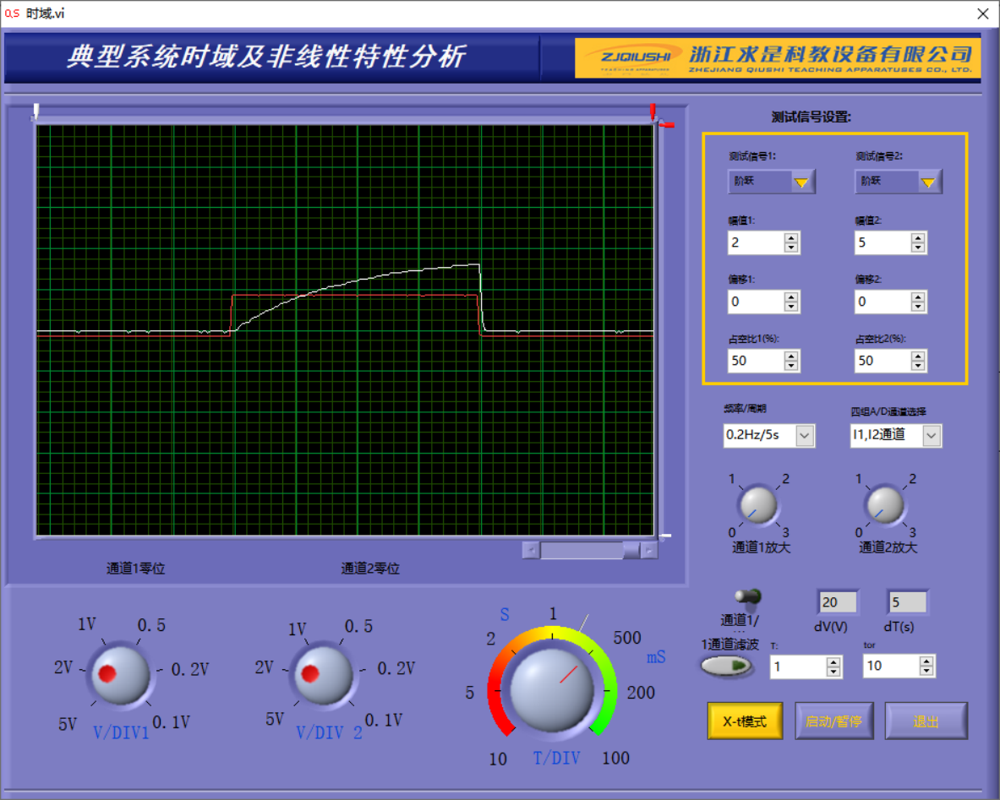 QS 时域.vi
典型系统时域及非线性特性分析
ZJQIUSHI 浙江求是科教设备有限公司
ZHEJIANG QIUSHI TEACHING APPARATUSES CO., LTD.
测试信号设置:
测试信号1: 测试信号2:
阶跃 阶跃
幅值1: 幅值2:
2 5
偏移1: 偏移2:
0 0
占空比1(%): 占空比2(%):
50 50
频率/周期 四组A/D通道选择
0.2Hz/5s I1,I2通道
1 2 1 2
0 3 0 3
通道1放大 通道2放大
通道1零位 通道2零位
20 5
通道1/ dV(V) dT(s)
...
1通道滤波 T: tor
1 10
1V 0.5
2V 0.2V
5V 0.1V
V/DIV1
1V 0.5
2V 0.2V
5V 0.1V
V/DIV 2
S 1
2 500
mS
5 200
10 T/DIV 100
X-t模式 启动/暂停 退出